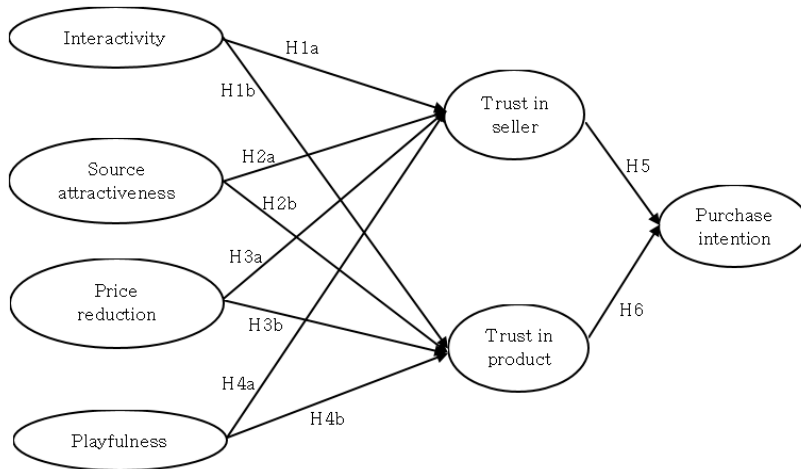 Interactivity
H1a
H1b
Trust in
seller
Source
attractiveness
H2a
H2b
H5
Purchase
intention
Price
reduction
H3a
H3b
H6
Trust in
product
H4a
H4b
Playfulness